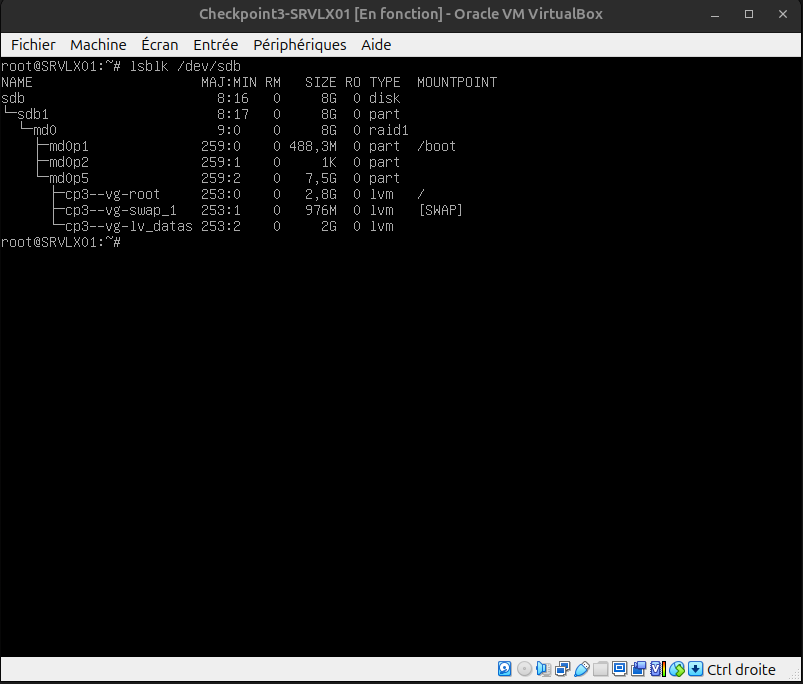 Checkpoint3-SRVLX01 [En fonction] - Oracle VM VirtualBox
Fichier Machine Écran Entrée Périphériques Aide
root@SRVLX01:~# lsblk /dev/sdb
NAME MAJ:MIN RM SIZE RO TYPE MOUNTPOINT
sdb 8:16 0 8G 0 disk
└─sdb1 8:17 0 8G 0 part
└─md0 9:0 0 8G 0 raid1
├─md0p1 259:0 0 488,3M 0 part /boot
├─md0p2 259:1 0 1K 0 part
└─md0p5 259:2 0 7,5G 0 part
├─cp3--vg-root 253:0 0 2,8G 0 lvm /
├─cp3--vg-swap_1 253:1 0 976M 0 lvm [SWAP]
└─cp3--vg-lv_datas 253:2 0 2G 0 lvm
root@SRVLX01:~#
Ctrl droite